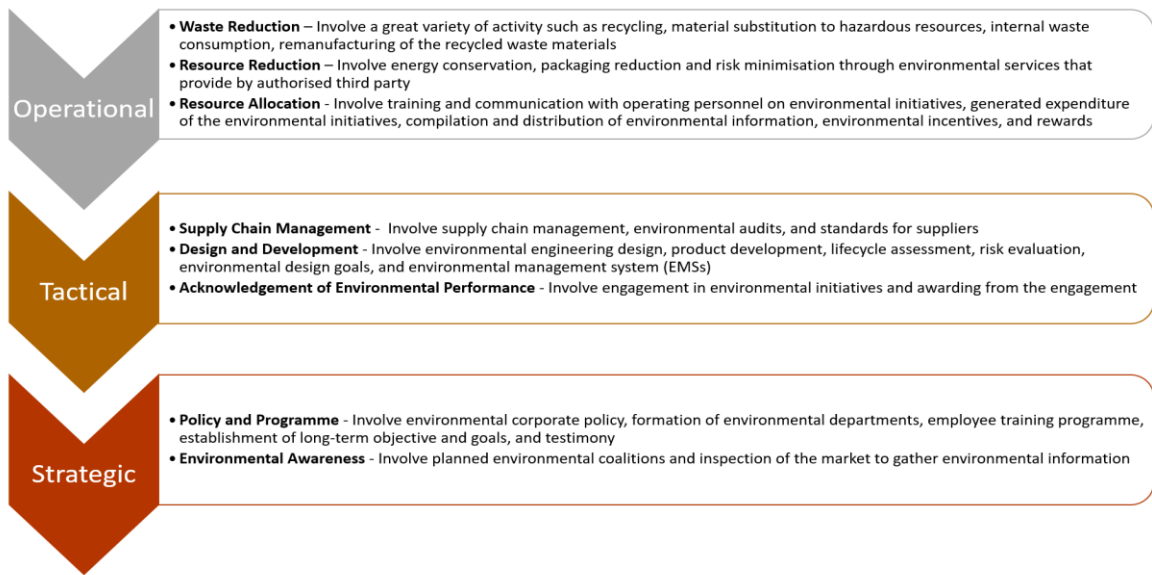 Operational
• Waste Reduction – Involve a great variety of activity such as recycling, material substitution to hazardous resources, internal waste
consumption, remanufacturing of the recycled waste materials
• Resource Reduction – Involve energy conservation, packaging reduction and risk minimisation through environmental services that
provide by authorised third party
• Resource Allocation - Involve training and communication with operating personnel on environmental initiatives, generated expenditure
of the environmental initiatives, compilation and distribution of environmental information, environmental incentives, and rewards
Tactical
• Supply Chain Management - Involve supply chain management, environmental audits, and standards for suppliers
• Design and Development - Involve environmental engineering design, product development, lifecycle assessment, risk evaluation,
environmental design goals, and environmental management system (EMSs)
• Acknowledgement of Environmental Performance - Involve engagement in environmental initiatives and awarding from the engagement
Strategic
• Policy and Programme - Involve environmental corporate policy, formation of environmental departments, employee training programme,
establishment of long-term objective and goals, and testimony
• Environmental Awareness - Involve planned environmental coalitions and inspection of the market to gather environmental information